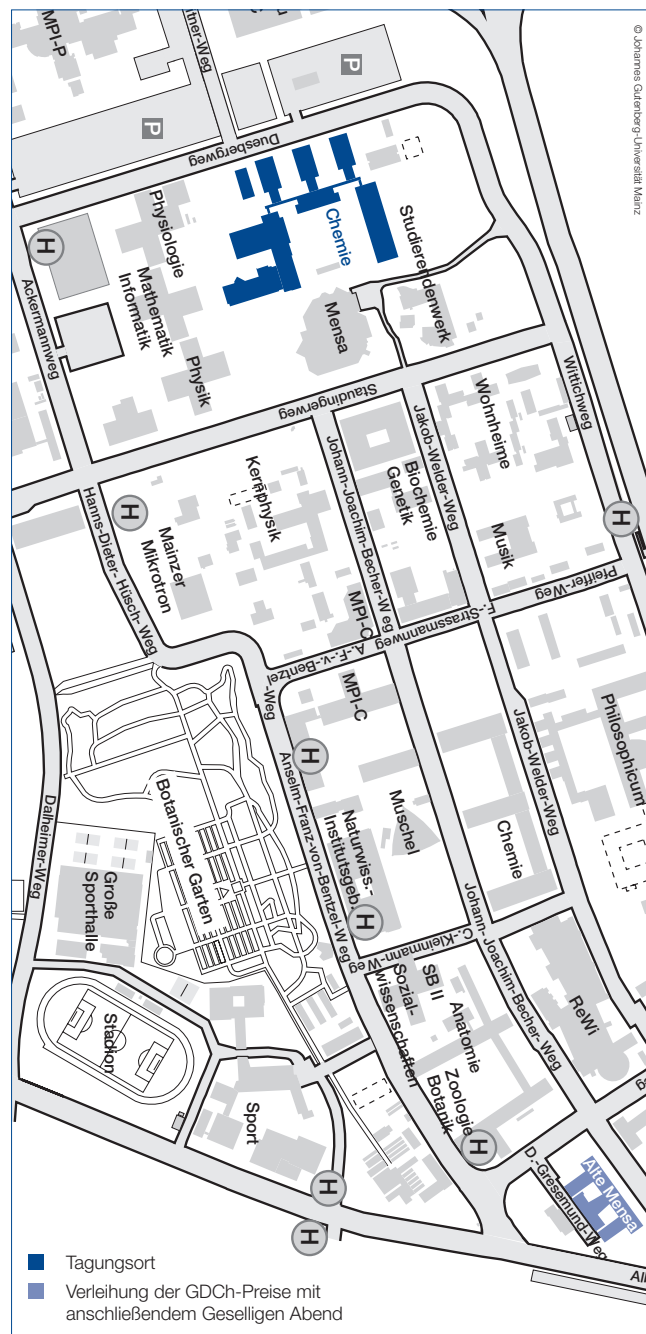 © Johannes Gutenberg-Universität Mainz
MPI-P
tner-Weg
P
P
Duesbergweg
Chemie
Studierendenwerk
Mensa
Physiologie
Mathematik
Informatik
Physik
H
Ackermannweg
Staudingerweg
Wittichweg
Wohnheime
Jakob-Welder-Weg
Biochemie
Genetik
Johann-Joachim-Becher-Weg
Musik
H
Pfeiffer-Weg
Kernphysik
H
Mainzer
Mikrotron
Hanns-Dieter-Hüsch-Weg
MPI-C
F.-Strassmannweg
A.-F.-v.-Bentzel
-Weg
MPI-C
Philosophicum
Jakob-Welder-Weg
Chemie
Muschel
H
Anselm-Franz-von-Bentzel-Weg
Naturwiss.-
Institutsgeb.
H
Botanischer Garten
Dalheimer-Weg
Große
Sporthalle
Stadion
Sport
C.-Kleinmann-Weg
Johann-Joachim-Becher-Weg
ReWi
SB II
Sozial-
wissenschaften
Anatomie
Zoologie
Botanik
H
D.-Gresemund-Weg
Alte Mensa
eg
Al
H
H
Tagungsort
Verleihung der GDCh-Preise mit
anschließendem Geselligen Abend